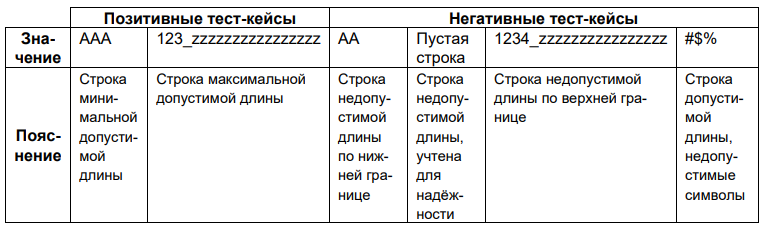 Позитивные тест-кейсы
Негативные тест-кейсы
Зна-
чение
AAA
123_zzzzzzzzzzzzzzzz
AA
Пустая
строка
1234_zzzzzzzzzzzzzzzz
#$%
Пояс-
нение
Строка
мини-
мальной
допусти-
мой
длины
Строка максимальной
допустимой длины
Строка
недопу-
стимой
длины
по ниж-
ней гра-
нице
Строка
недопу-
стимой
длины,
учтена
для
надёж-
ности
Строка недопустимой
длины по верхней гра-
нице
Строка
допусти-
мой
длины,
недопу-
стимые
символы